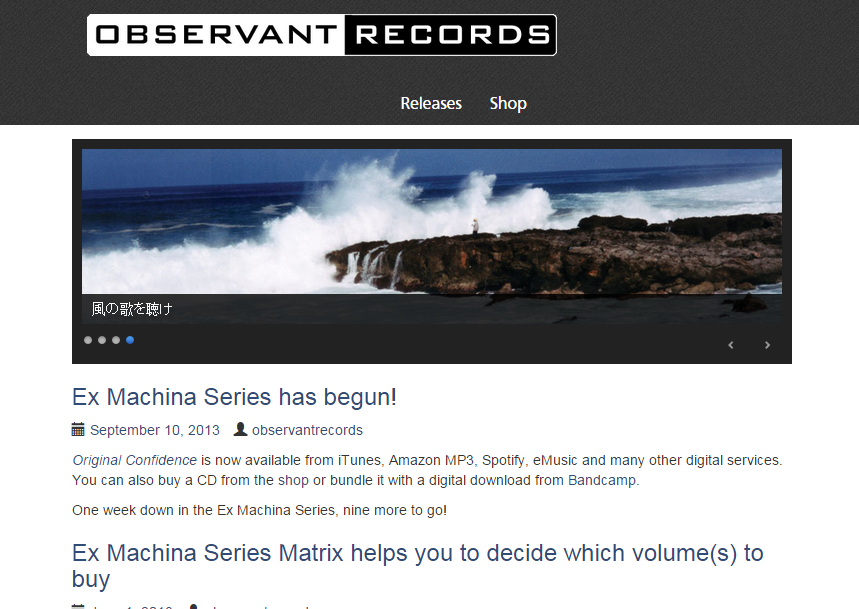 OBSERVANT RECORDS
Releases Shop
風の歌を聴け
Ex Machina Series has begun!
September 10, 2013 observantrecords
Original Confidence is now available from iTunes, Amazon MP3, Spotify, eMusic and many other digital services.
You can also buy a CD from the shop or bundle it with a digital download from Bandcamp.
One week down in the Ex Machina Series, nine more to go!
Ex Machina Series Matrix helps you to decide which volume(s) to
buy